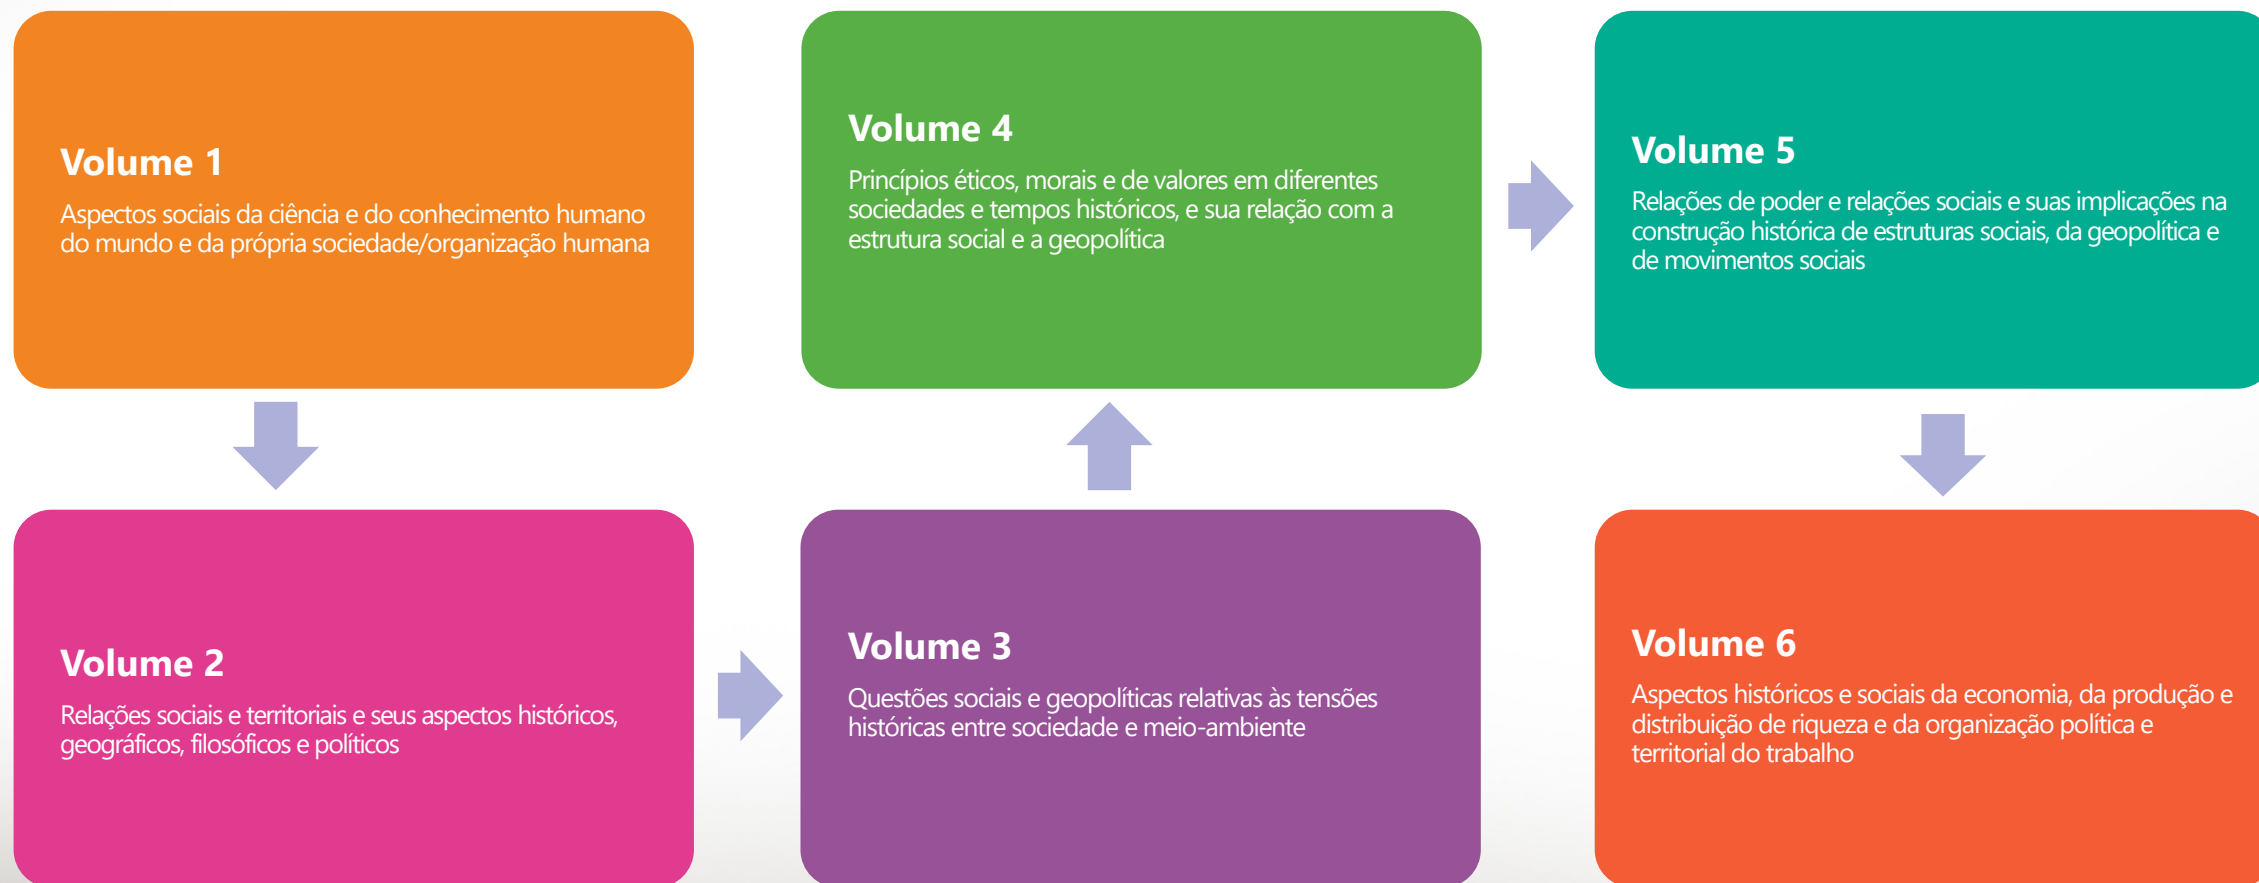 Volume 1
Aspectos sociais da ciência e do conhecimento humano
do mundo e da própria sociedade/organização humana
Volume 2
Relações sociais e territoriais e seus aspectos históricos,
geográficos, filosóficos e políticos
Volume 3
Questões sociais e geopolíticas relativas às tensões
históricas entre sociedade e meio-ambiente
Volume 4
Princípios éticos, morais e de valores em diferentes
sociedades e tempos históricos, e sua relação com a
estrutura social e a geopolítica
Volume 5
Relações de poder e relações sociais e suas implicações na
construção histórica de estruturas sociais, da geopolítica e
de movimentos sociais
Volume 6
Aspectos históricos e sociais da economia, da produção e
distribuição de riqueza e da organização política e
territorial do trabalho